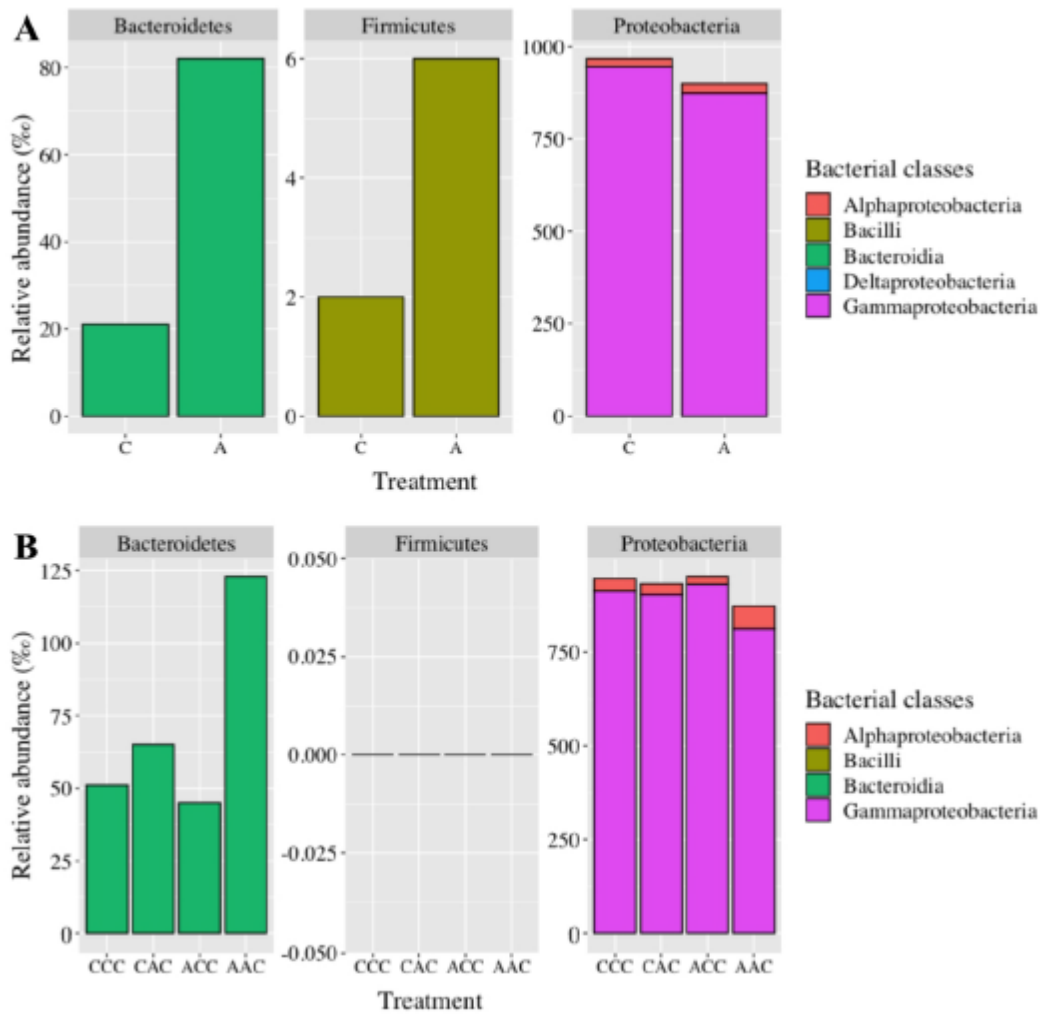 A
Bacteroidetes Firmicutes Proteobacteria
Relative abundance (‰)
80
60
40
20
0
6
4
2
0
1000
750
500
250
0
C A C A C A
Treatment
Bacterial classes
Alphaproteobacteria
Bacilli
Bacteroidia
Deltaproteobacteria
Gammaproteobacteria
B
Bacteroidetes Firmicutes Proteobacteria
Relative abundance (‰)
125
100
75
50
25
0
0.050
0.025
0.000
-0.025
-0.050
750
500
250
0
CCC CAC ACC AAC CCC CAC ACC AAC CCC CAC ACC AAC
Treatment
Bacterial classes
Alphaproteobacteria
Bacilli
Bacteroidia
Gammaproteobacteria